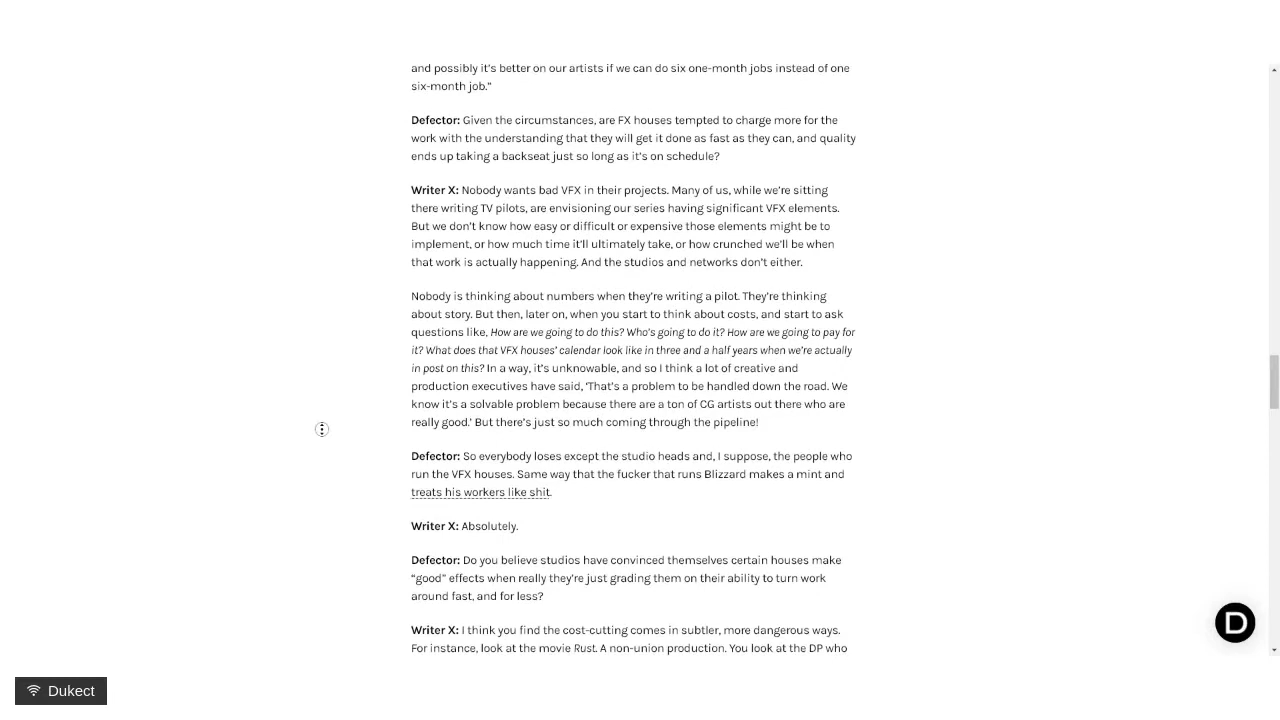 and possibly it's better on our artists if we can do six one-month jobs instead of one
six-month job.”
Defector: Given the circumstances, are FX houses tempted to charge more for the
work with the understanding that they will get it done as fast as they can, and quality
ends up taking a backseat just so long as it’s on schedule?
Writer X: Nobody wants bad VFX in their projects. Many of us, while we’re sitting
there writing TV pilots, are envisioning our series having significant VFX elements.
But we don’t know how easy or difficult or expensive those elements might be to
implement, or how much time it’ll ultimately take, or how crunched we’ll be when
that work is actually happening. And the studios and networks don’t either.
Nobody is thinking about numbers when they’re writing a pilot. They’re thinking
about story. But then, later on, when you start to think about costs, and start to ask
questions like, How are we going to do this? Who’s going to do it? How are we going to pay for
it? What does that VFX houses’ calendar look like in three and a half years when we’re actually
in post on this? In a way, it’s unknowable, and so I think a lot of creative and
production executives have said, ‘That’s a problem to be handled down the road. We
know it’s a solvable problem because there are a ton of CG artists out there who are
really good.’ But there’s just so much coming through the pipeline!
Defector: So everybody loses except the studio heads and, I suppose, the people who
run the VFX houses. Same way that the fucker that runs Blizzard makes a mint and
treats his workers like shit.
Writer X: Absolutely.
Defector: Do you believe studios have convinced themselves certain houses make
“good” effects when really they’re just grading them on their ability to turn work
around fast, and for less?
Writer X: I think you find the cost-cutting comes in subtler, more dangerous ways.
For instance, look at the movie Rust. A non-union production. You look at the DP who
D
Dukect